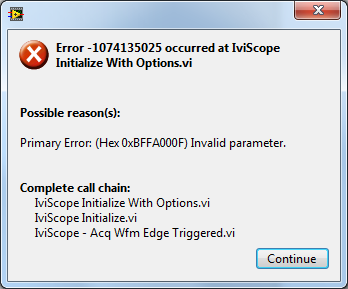 Error -1074135025 occurred at IviScope
Initialize With Options.vi
Possible reason(s):
Primary Error: (Hex 0xBFFA000F) Invalid parameter.
Complete call chain:
IviScope Initialize With Options.vi
IviScope Initialize.vi
IviScope - Acq Wfm Edge Triggered.vi
Continue